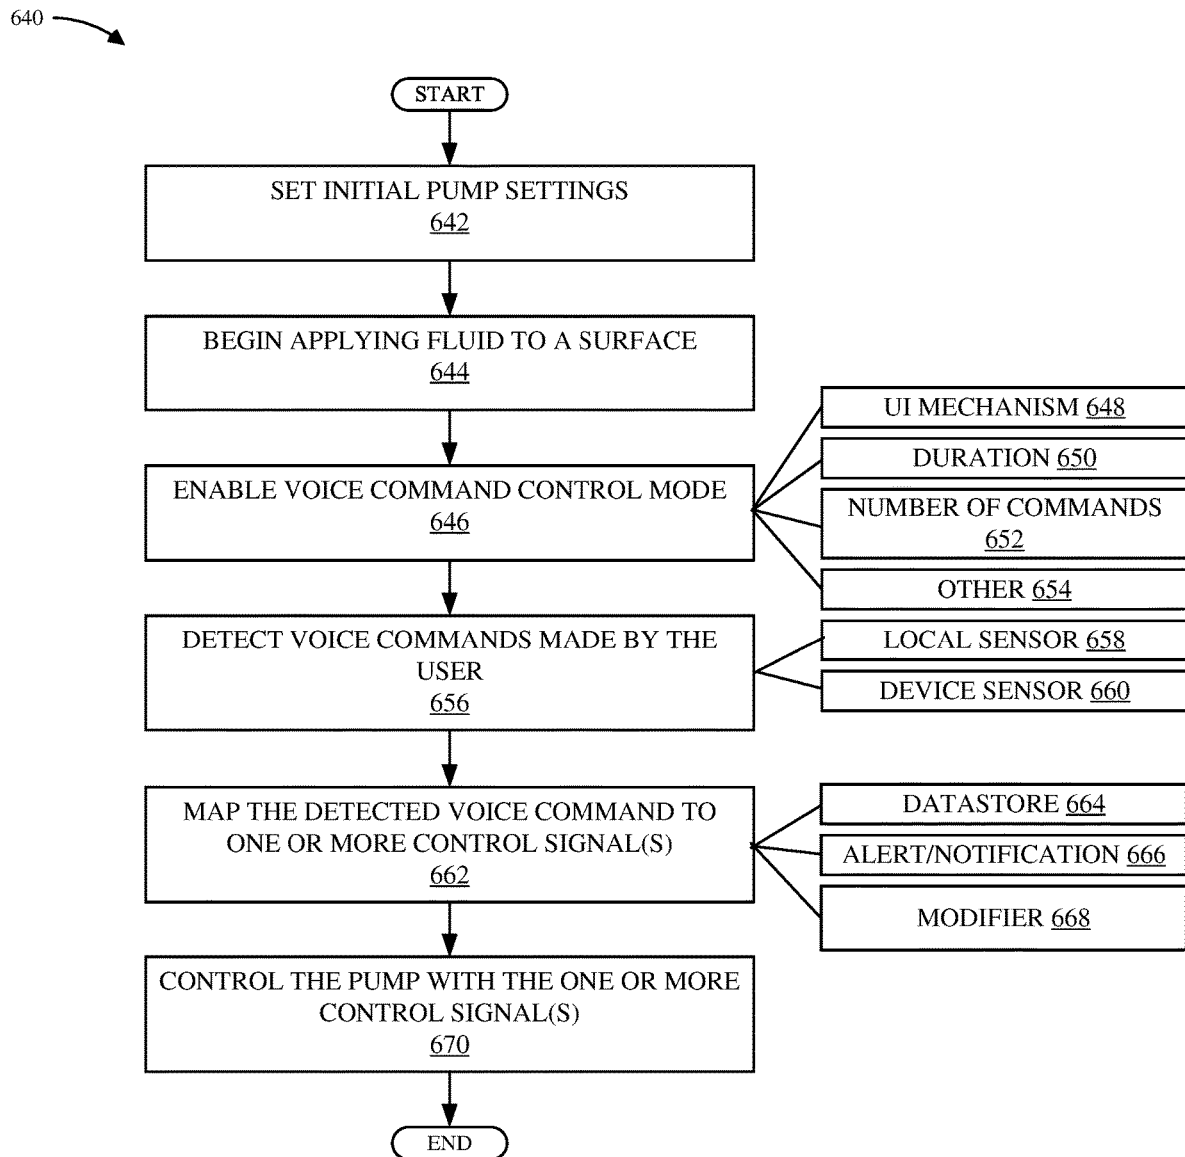 640
START
SET INITIAL PUMP SETTINGS
642
BEGIN APPLYING FLUID TO A SURFACE
644
ENABLE VOICE COMMAND CONTROL MODE
646
UI MECHANISM 648
DURATION 650
NUMBER OF COMMANDS
652
OTHER 654
DETECT VOICE COMMANDS MADE BY THE
USER
656
LOCAL SENSOR 658
DEVICE SENSOR 660
MAP THE DETECTED VOICE COMMAND TO
ONE OR MORE CONTROL SIGNAL(S)
662
DATASTORE 664
ALERT/NOTIFICATION 666
MODIFIER 668
CONTROL THE PUMP WITH THE ONE OR MORE
CONTROL SIGNAL(S)
670
END